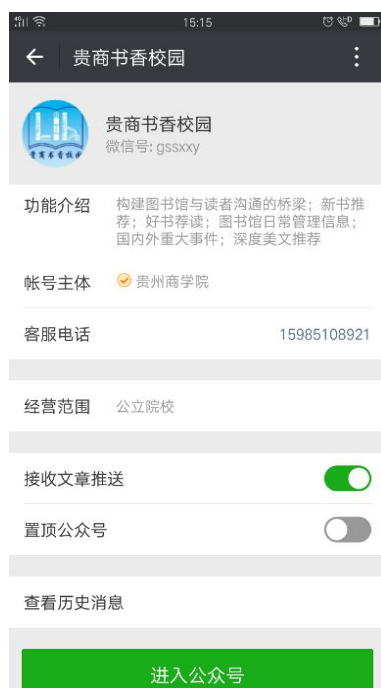 15:15
贵商书香校园
贵商书香校园
微信号: gssxxy
功能介绍
构建图书馆与读者沟通的桥梁；新书推
荐；好书荐读；图书馆日常管理信息；
国内外重大事件；深度美文推荐
帐号主体
贵州商学院
客服电话
15985108921
经营范围
公立院校
接收文章推送
置顶公众号
查看历史消息
进入公众号